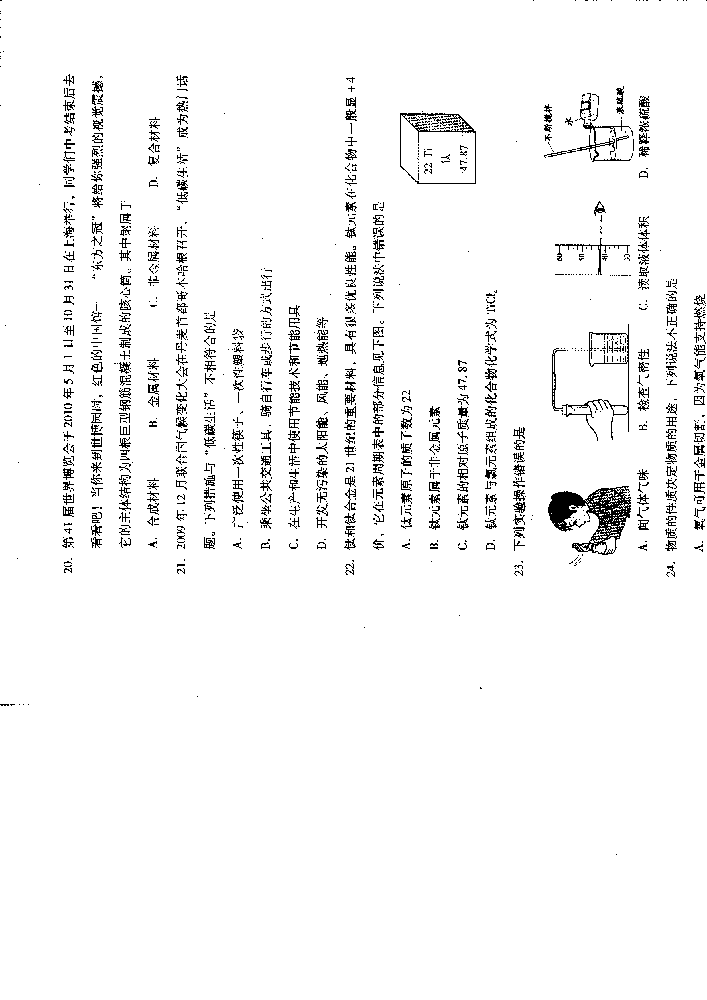 20. 第 41 届世界博览会于 2010 年 5 月 1 日至 10 月 31 日在上海举行，同学们中考结束后去
看看吧！当你来到世博园时，红色的中国馆——“东方之冠”将给你强烈的视觉震撼，
它的主体结构为四根巨型钢筋混凝土制成的陔心筒。其中钢属于
A. 合成材料 B. 金属材料 C. 非金属材料 D. 复合材料
21. 2009 年 12 月联合国气候变化大会在丹麦首都哥本哈根召开，“低碳生活”成为热门话
题。下列措施与“低碳生活”不相符合的是
A. 广泛使用一次性筷子、一次性塑料袋
B. 乘坐公共交通工具、骑自行车或步行的方式出行
C. 在生产和生活中使用节能技术和节能用具
D. 开发无污染的太阳能、风能、地热能等
22. 钛和钛合金是 21 世纪的重要材料，具有很多优良性能。钛元素在化合物中一般显 +4
价，它在元素周期表中的部分信息见下图。下列说法中错误的是
A. 钛元素原子的质子数为 22
B. 钛元素属于非金属元素
C. 钛元素的相对原子质量为 47.87
D. 钛元素与氯元素组成的化合物化学式为 TiCl₄
22 Ti
钛
47.87
23. 下列实验操作错误的是
60
50
40
30
不断搅拌
水
浓硫酸
A. 闻气体气味 B. 检查气密性 C. 读取液体体积 D. 稀释浓硫酸
24. 物质的性质决定物质的用途，下列说法不正确的是
A. 氧气可用于金属切割，因为氧气能支持燃烧